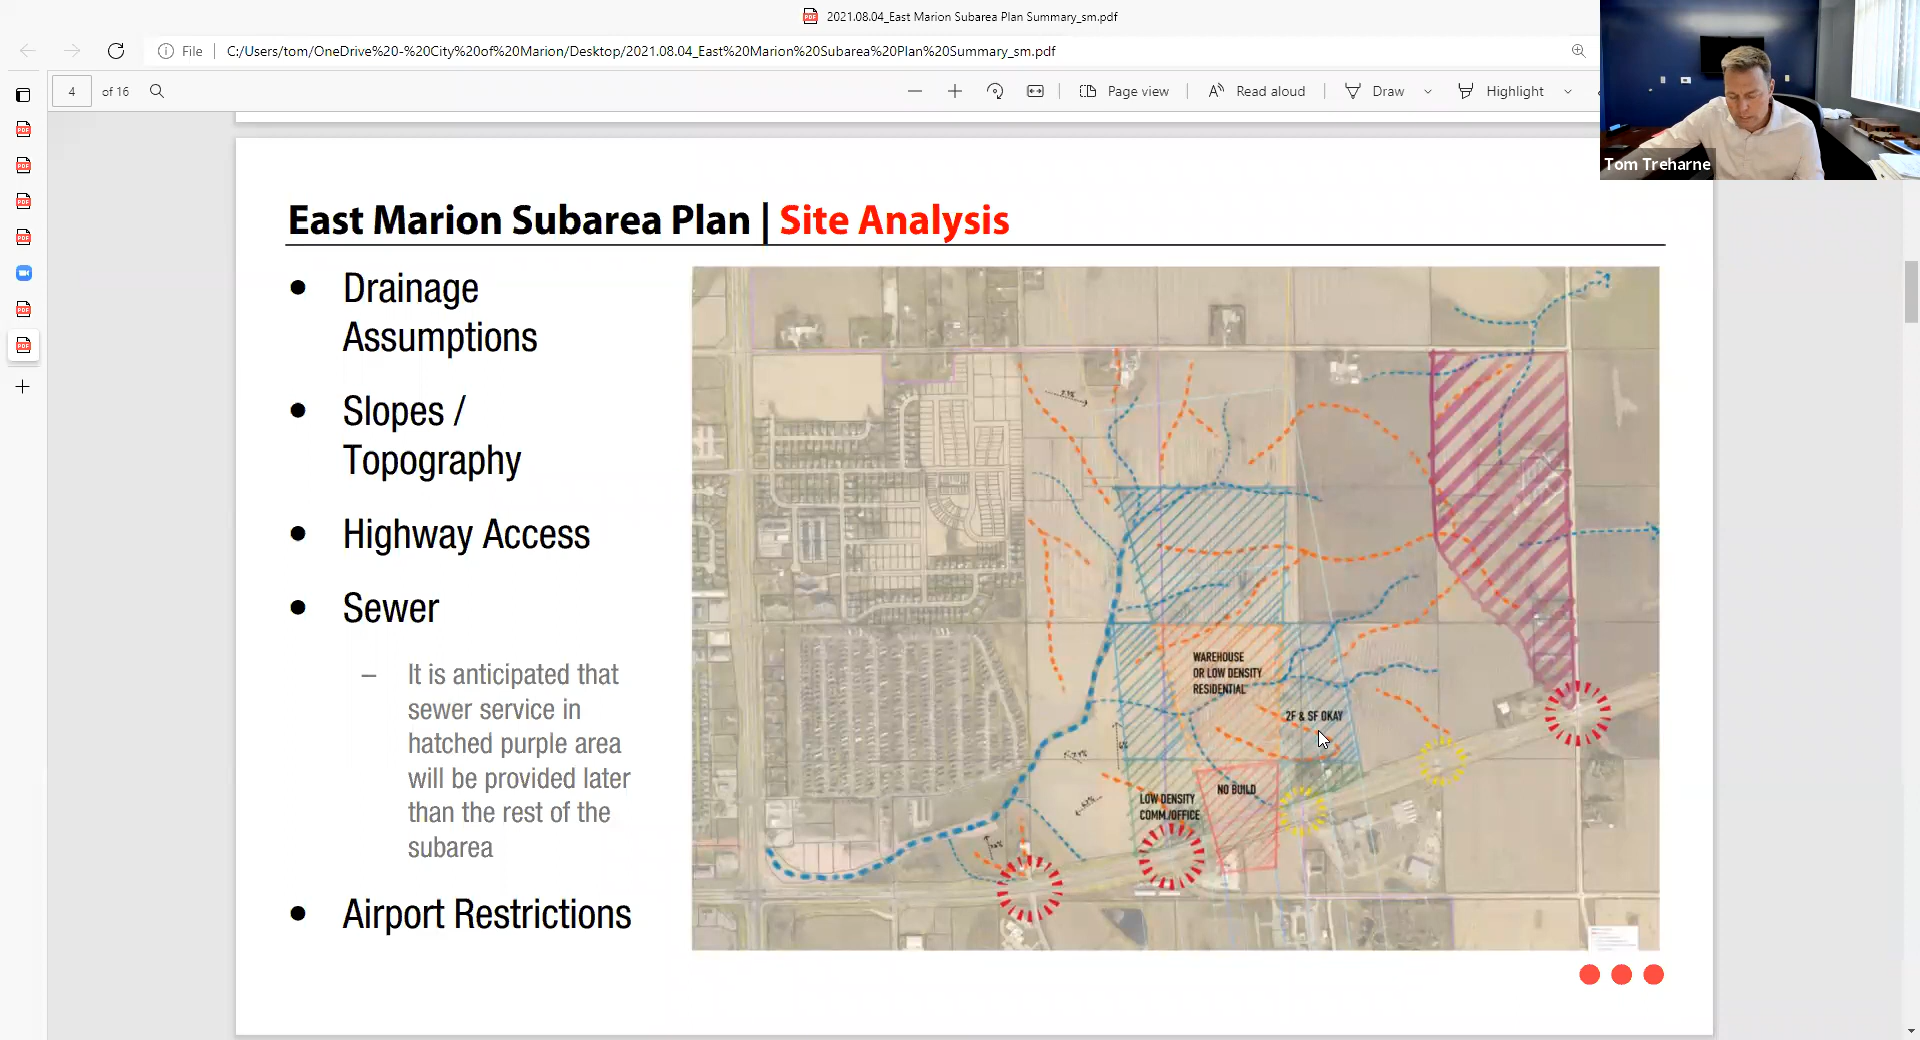 2021.08.04_East Marion Subarea Plan Summary_sm.pdf
File
C:/Users/tom/OneDrive%20-%20City%20of%20Marion/Desktop/2021.08.04_East%20Marion%20Subarea%20Plan%20Summary_sm.pdf
4 of 16
Page view
Read aloud
Draw
Highlight
Tom Treharne
East Marion Subarea Plan | Site Analysis
• Drainage
Assumptions
• Slopes /
Topography
• Highway Access
• Sewer
– It is anticipated that
sewer service in
hatched purple area
will be provided later
than the rest of the
subarea
• Airport Restrictions
WAREHOUSE
OR LOW DENSITY
RESIDENTIAL
2F & SF OKAY
NO BUILD
LOW DENSITY
COMM./OFFICE